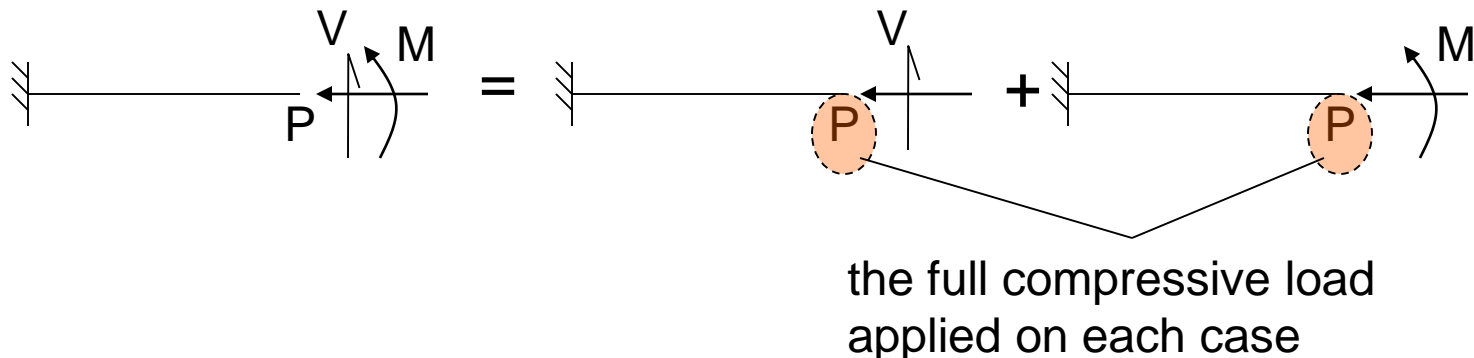 V M
P
=
V
P
+
M
P
the full compressive load
applied on each case